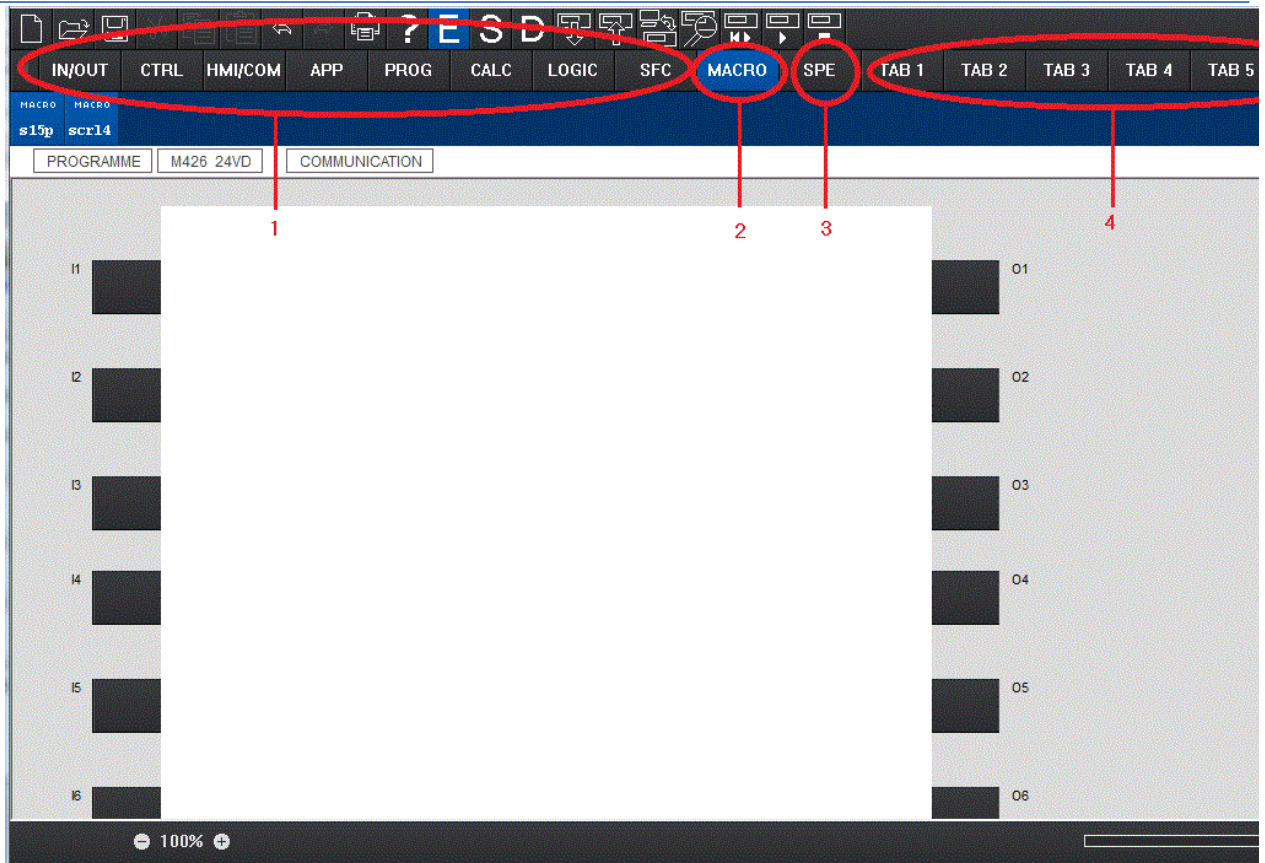 ? E S D
IN/OUT CTRL HMI/COM APP PROG CALC LOGIC SFC MACRO SPE TAB 1 TAB 2 TAB 3 TAB 4 TAB 5
MACRO MACRO
s15p scr14
PROGRAMME M426 24VD COMMUNICATION
1 2 3 4
I1 O1
I2 O2
I3 O3
I4 O4
I5 O5
I6 O6
100%